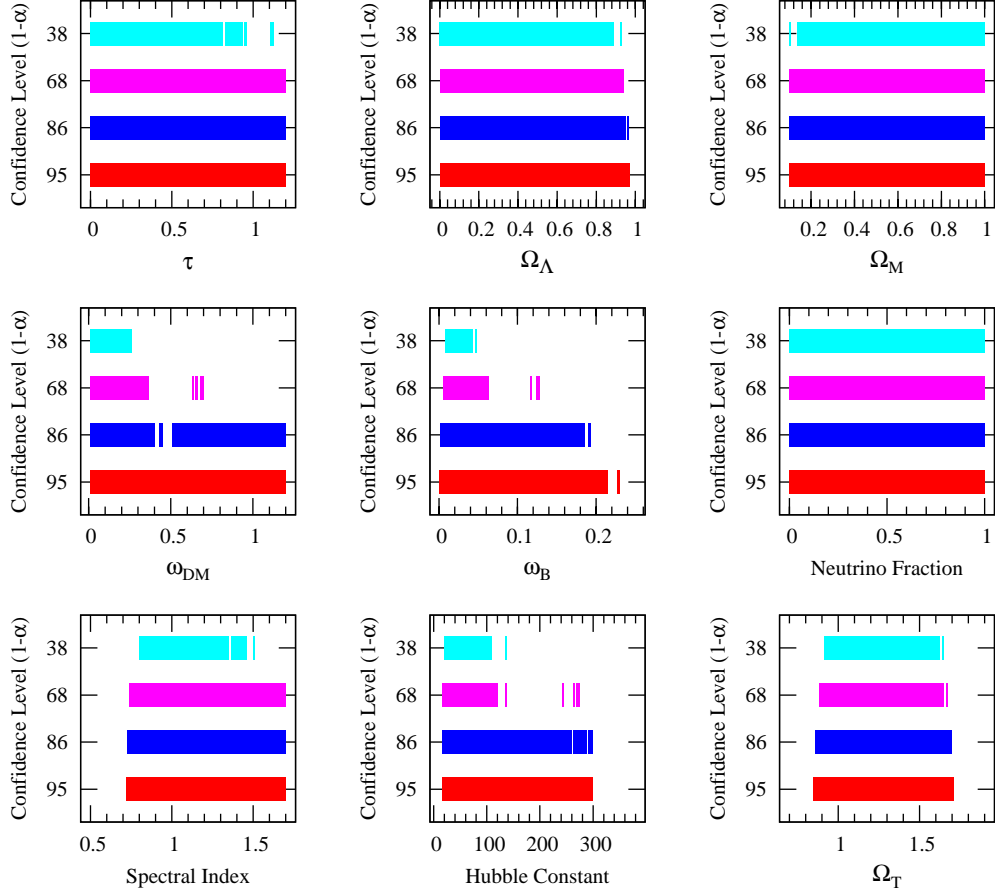 Confidence Level (1-α)
38
68
86
95
0 0.5 1
τ
Confidence Level (1-α)
38
68
86
95
0 0.2 0.4 0.6 0.8 1
Ω_Λ
Confidence Level (1-α)
38
68
86
95
0.2 0.4 0.6 0.8 1
Ω_M
Confidence Level (1-α)
38
68
86
95
0 0.5 1
ω_DM
Confidence Level (1-α)
38
68
86
95
0 0.1 0.2
ω_B
Confidence Level (1-α)
38
68
86
95
0 0.5 1
Neutrino Fraction
Confidence Level (1-α)
38
68
86
95
0.5 1 1.5
Spectral Index
Confidence Level (1-α)
38
68
86
95
0 100 200 300
Hubble Constant
Confidence Level (1-α)
38
68
86
95
1 1.5
Ω_T